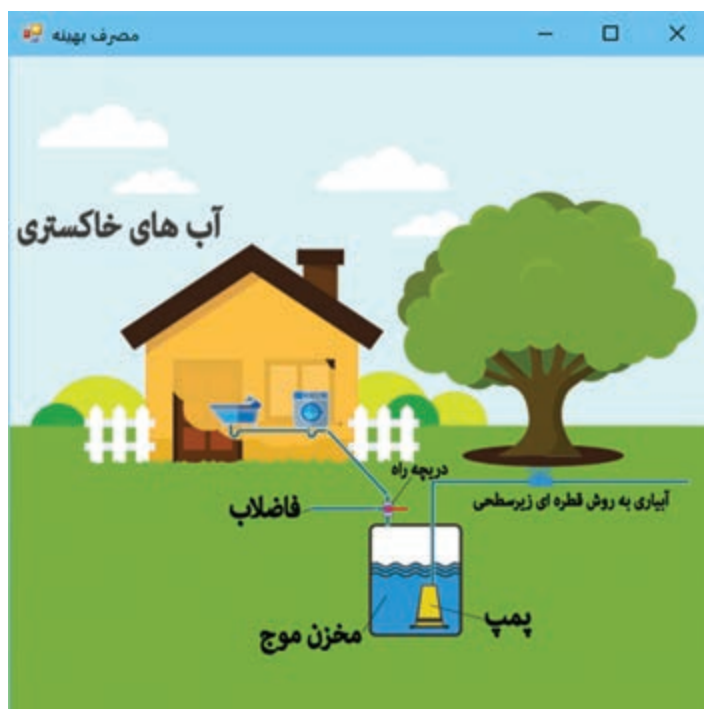 مصرف بهینه
آب های خاکستری
دریچه راه
آبیاری به روش قطره ای زیرسطحی
فاضلاب
پمپ
مخزن موج